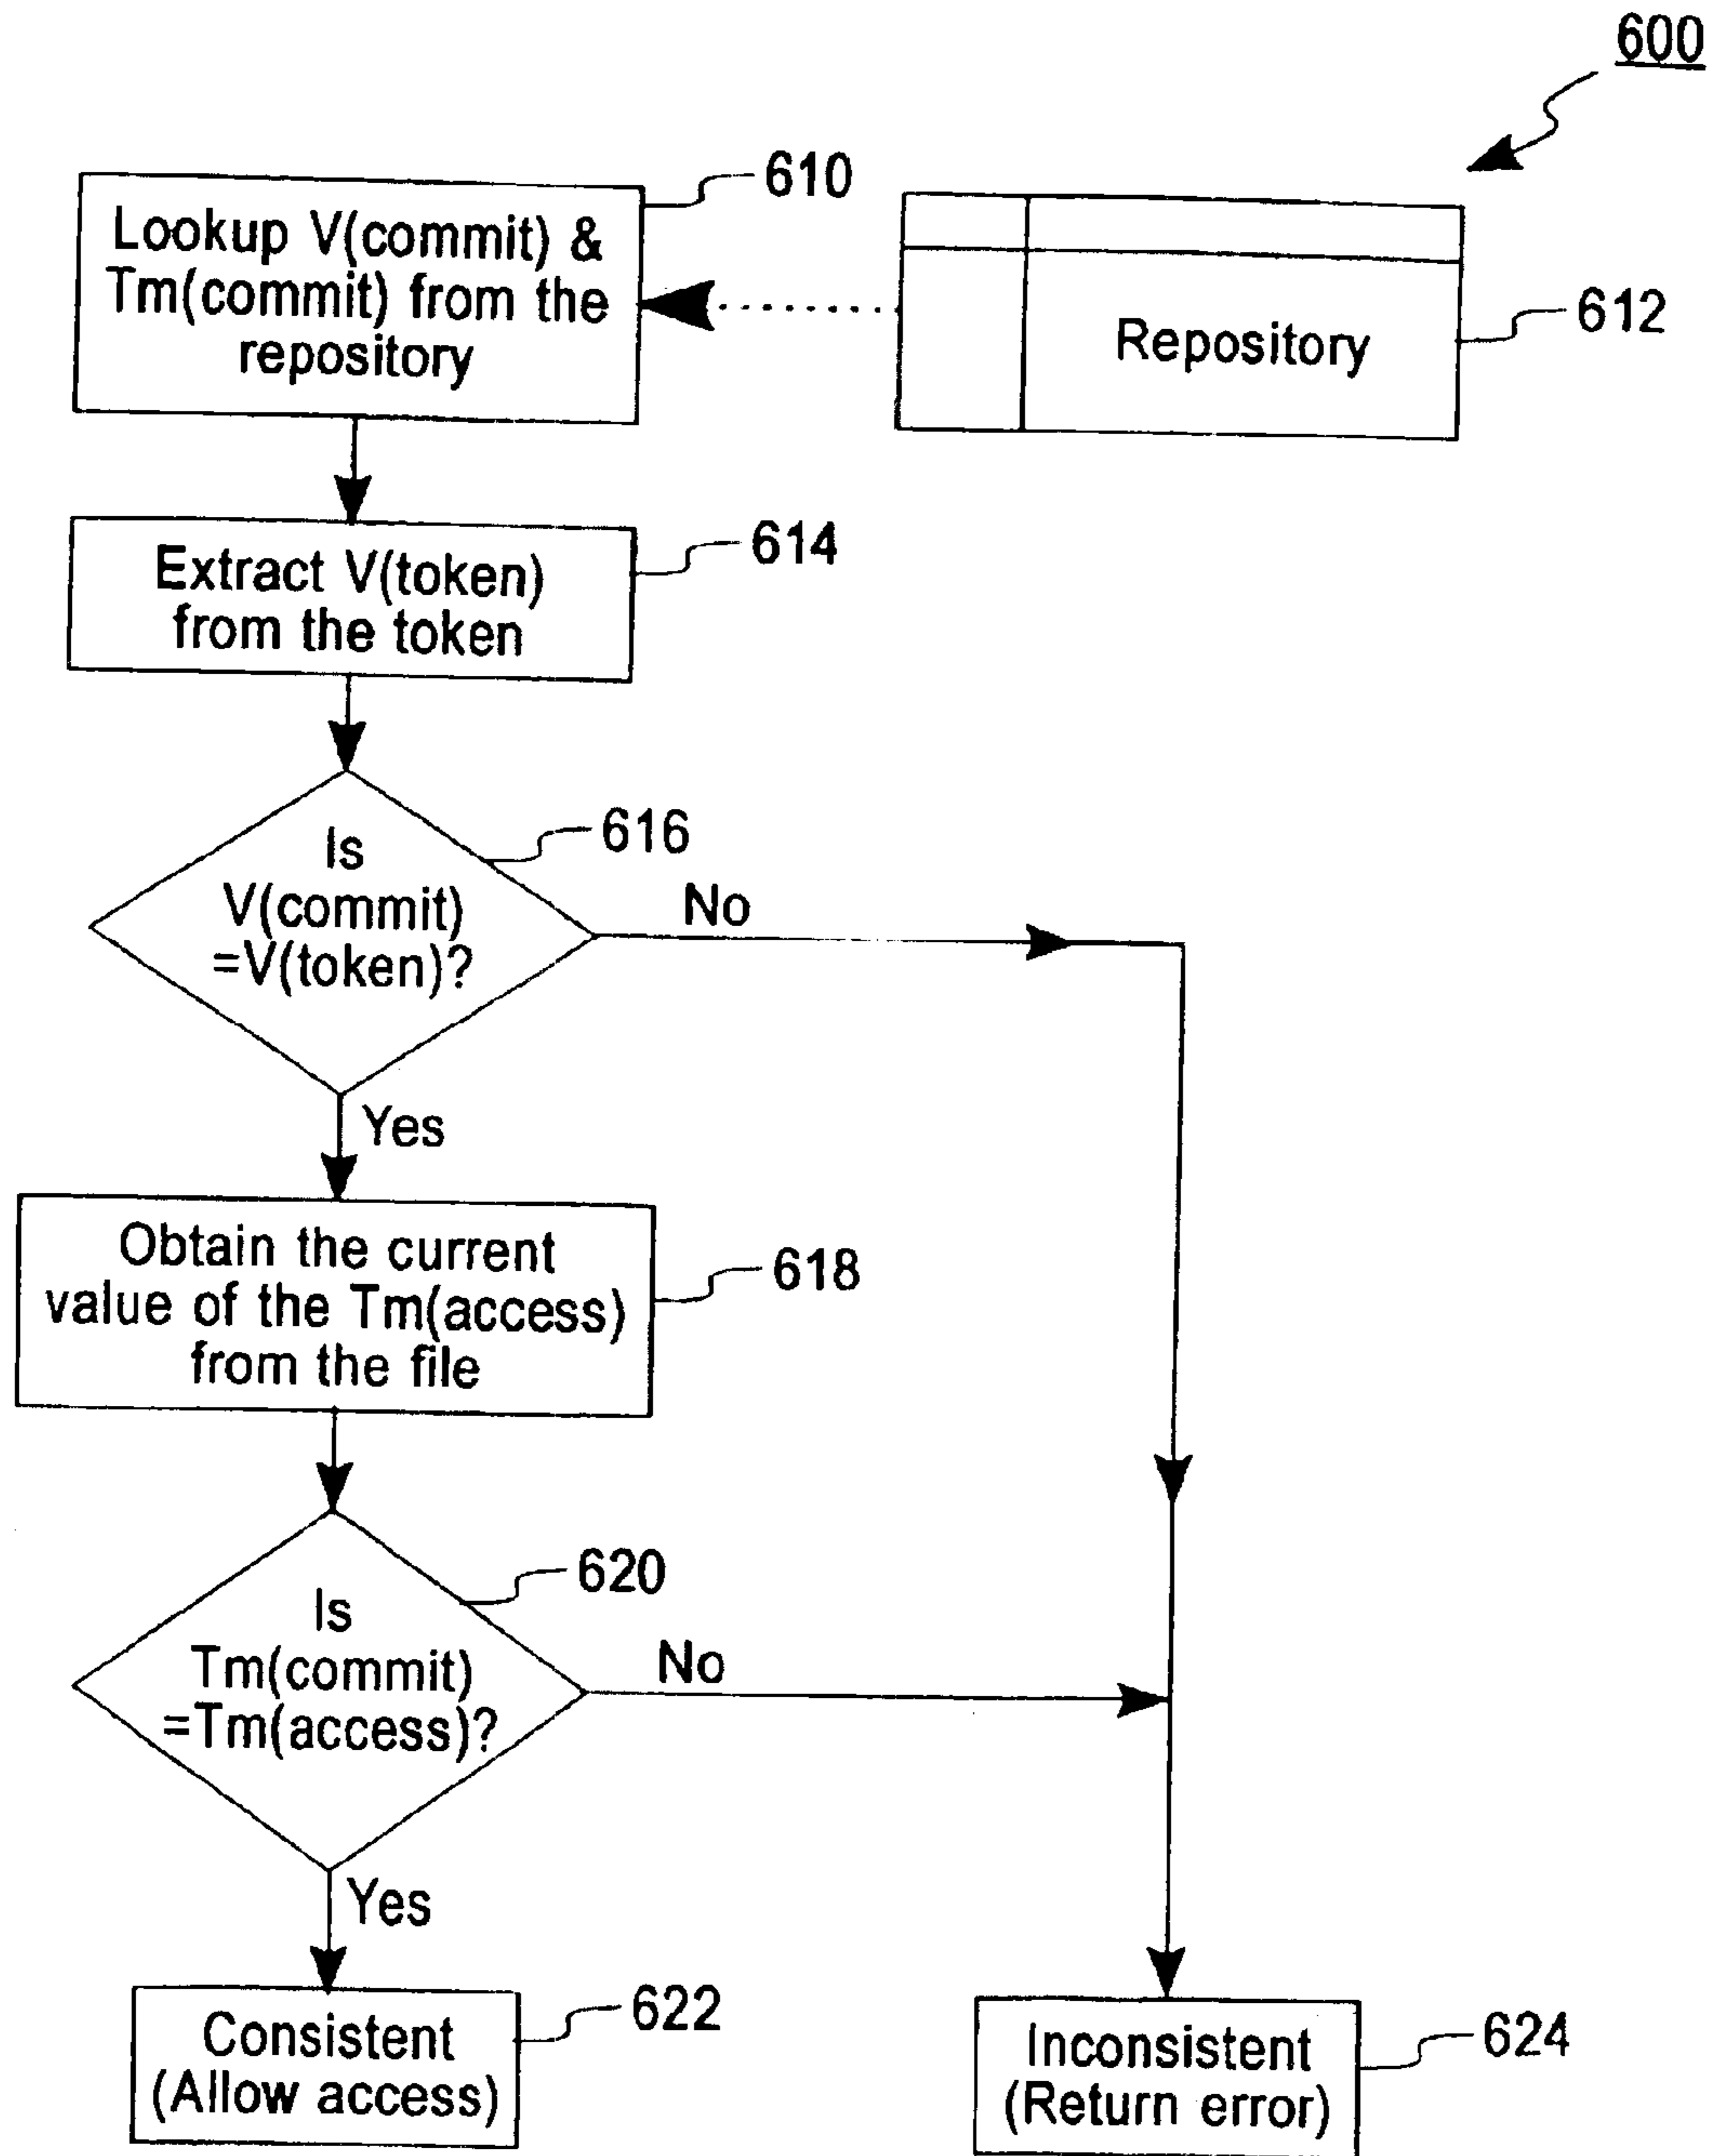 600
610
Lookup V(commit) &
Tm(commit) from the
repository
Repository
612
614
Extract V(token)
from the token
616
Is
V(commit)
=V(token)?
No
Yes
Obtain the current
value of the Tm(access)
from the file
618
620
Is
Tm(commit)
=Tm(access)?
No
Yes
622
Consistent
(Allow access)
Inconsistent
(Return error)
624